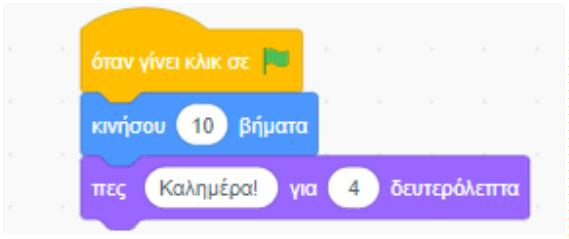 όταν γίνει κλικ σε
κινήσου 10 βήματα
πες Καλημέρα! για 4 δευτερόλεπτα